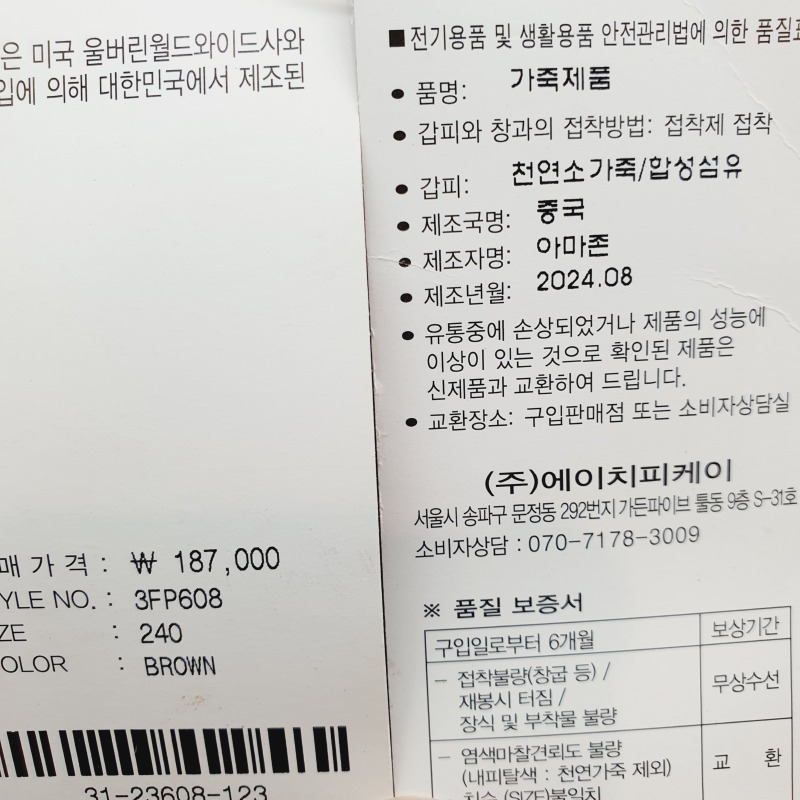 은 미국 울버린월드와이드사와
입에 의해 대한민국에서 제조된
매 가 격 : ₩ 187,000
YLE NO. : 3FP608
ZE : 240
OLOR : BROWN
31-23608-123
■ 전기용품 및 생활용품 안전관리법에 의한 품질표
● 품명: 가죽제품
● 갑피와 창과의 접착방법: 접착제 접착
● 갑피: 천연소가죽/합성섬유
● 제조국명: 중국
● 제조자명: 아마존
● 제조년월: 2024.08
● 유통중에 손상되었거나 제품의 성능에
이상이 있는 것으로 확인된 제품은
신제품과 교환하여 드립니다.
● 교환장소: 구입판매점 또는 소비자상담실
(주)에이치피케이
서울시 송파구 문정동 292번지 가든파이브 툴동 9층 S-31호
소비자상담 : 070-7178-3009
※ 품질 보증서
구입일로부터 6개월 보상기간
- 접착불량(창굽 등) /
재봉시 터짐 /
장식 및 부착물 불량
무상수선
- 염색마찰견뢰도 불량
(내피탈색 : 천연가죽 제외)
치수 (SIZE)불일치
교 환